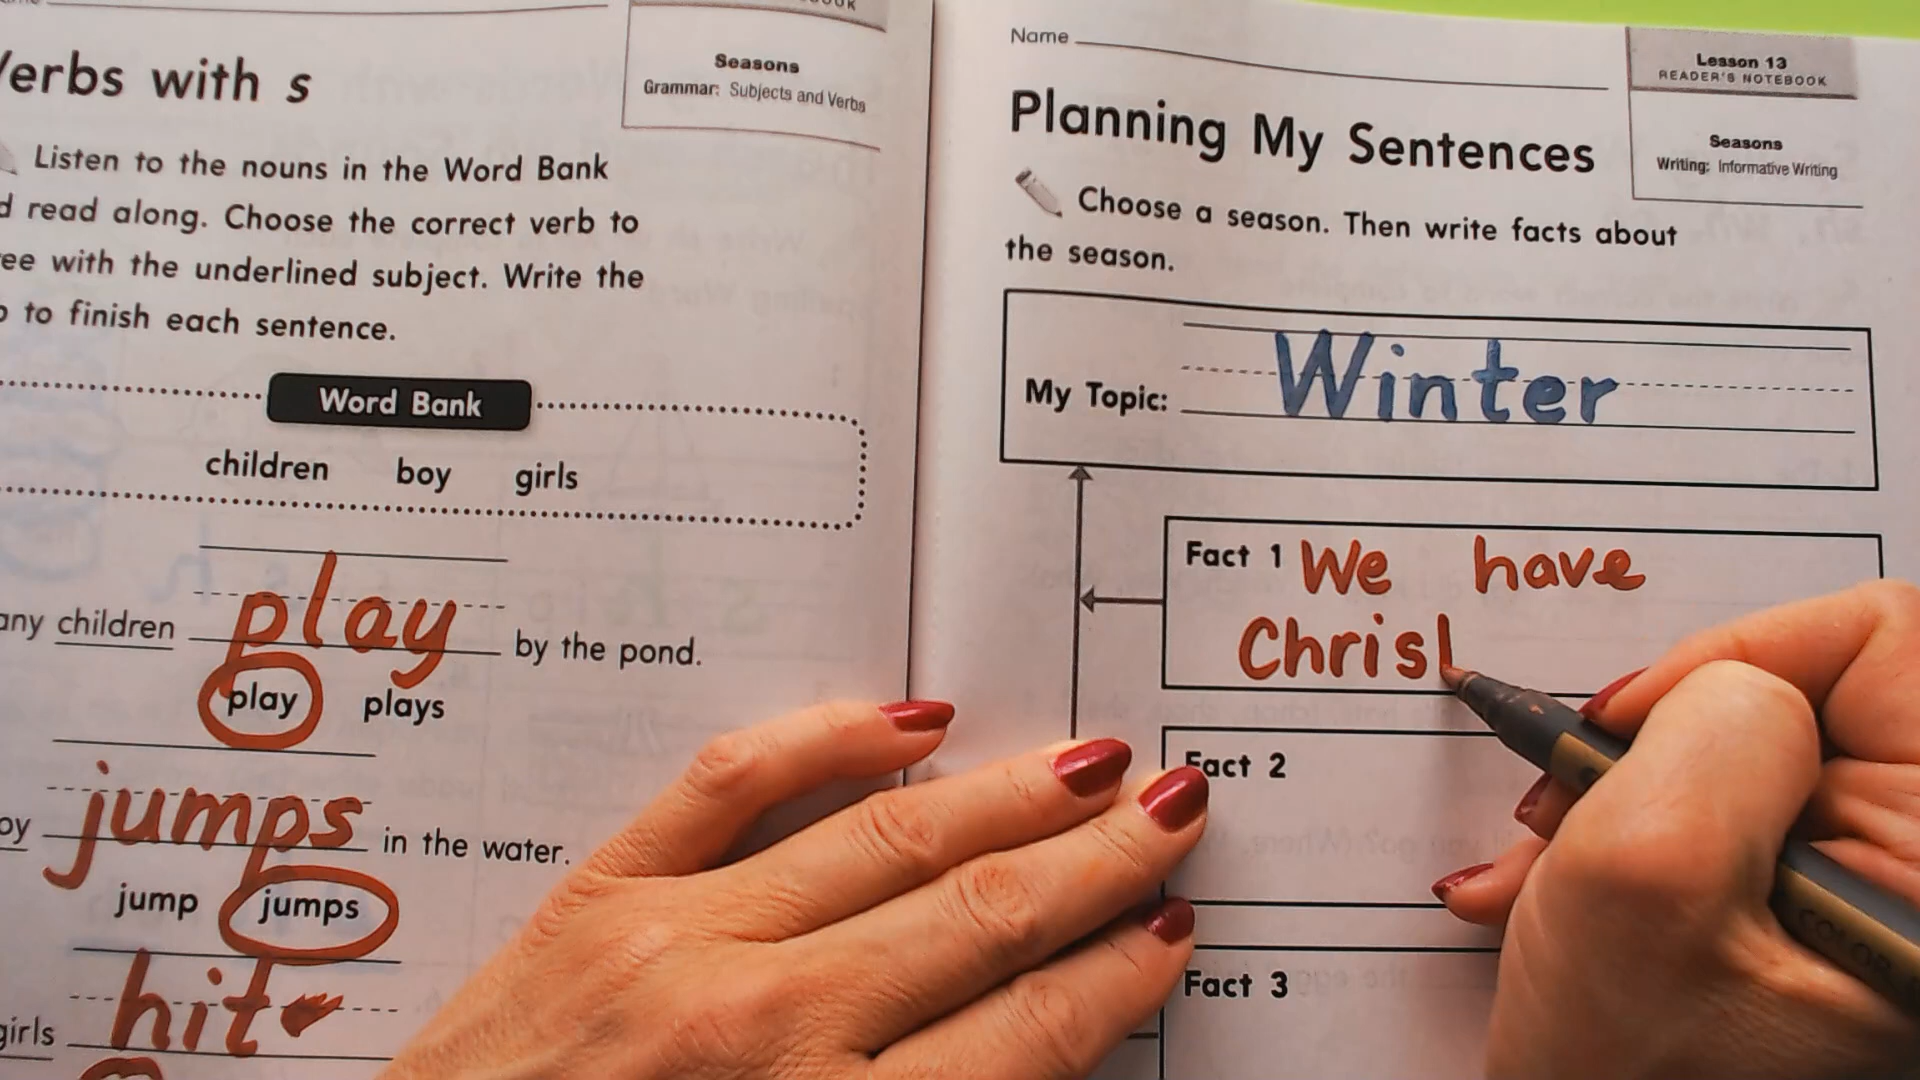 Verbs with s
Seasons
Grammar: Subjects and Verbs
Listen to the nouns in the Word Bank
read along. Choose the correct verb to
with the underlined subject. Write the
to finish each sentence.
Word Bank
children boy girls
any children play by the pond.
play plays
oy jumps in the water.
jump jumps
girls hit
Name
Lesson 13
READER'S NOTEBOOK
Seasons
Writing: Informative Writing
Planning My Sentences
Choose a season. Then write facts about
the season.
My Topic: Winter
Fact 1 We have
Chris
Fact 2
Fact 3
COLOR